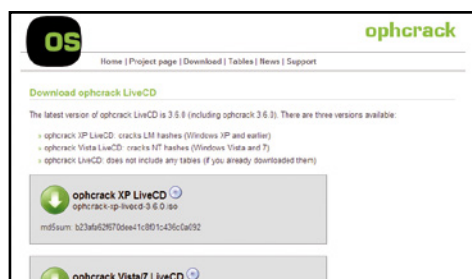 OS
ophcrack
Home | Project page | Download | Tables | News | Support
Download ophcrack LiveCD
The latest version of ophcrack LiveCD is 3.6.0 (including ophcrack 3.6.0). There are three versions available:
ophcrack XP LiveCD: cracks LM hashes (Windows XP and earlier)
ophcrack Vista LiveCD: cracks NT hashes (Windows Vista and 7)
ophcrack LiveCD: does not include any tables (if you already downloaded them)
ophcrack XP LiveCD
ophcrack-xp-livecd-3.6.0.iso
md5sum:
ophcrack Vista/7 LiveCD